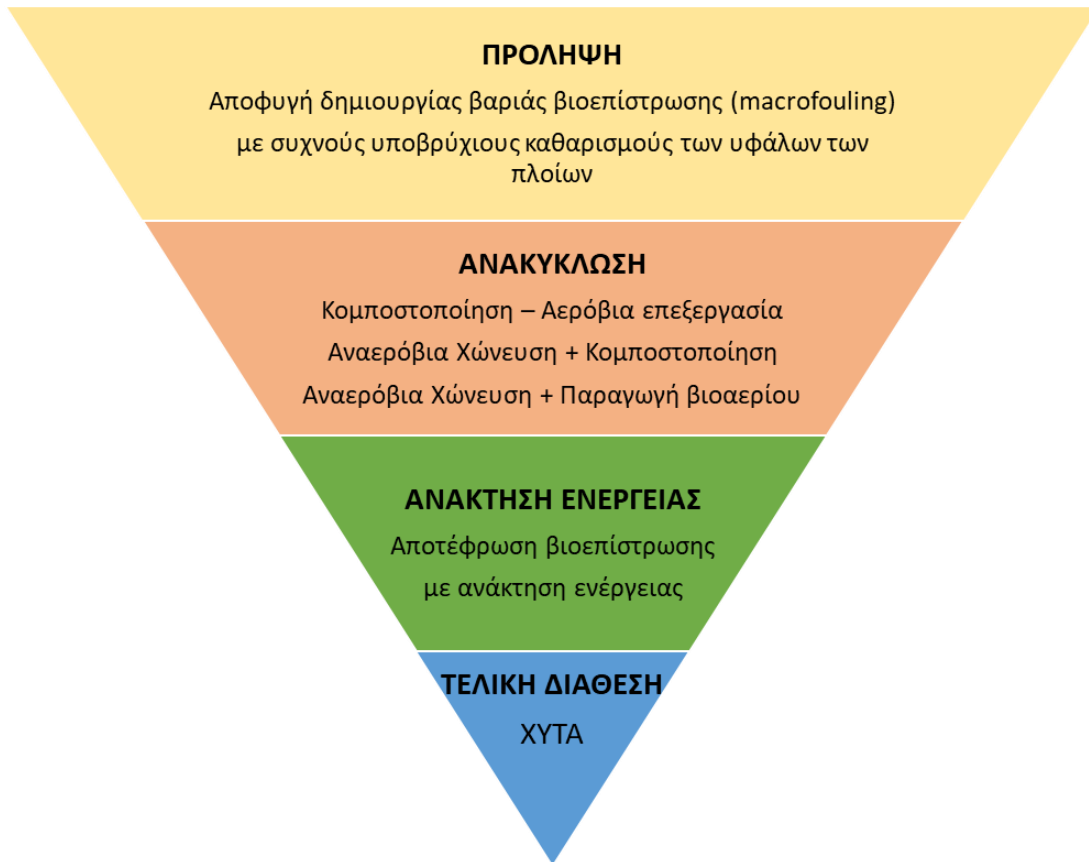 ΠΡΟΛΗΨΗ
Αποφυγή δημιουργίας βαριάς βιοεπίστρωσης (macrofouling)
με συχνούς υποβρύχιους καθαρισμούς των υφάλων των
πλοίων
ΑΝΑΚΥΚΛΩΣΗ
Κομποστοποίηση – Αερόβια επεξεργασία
Αναερόβια Χώνευση + Κομποστοποίηση
Αναερόβια Χώνευση + Παραγωγή βιοαερίου
ΑΝΑΚΤΗΣΗ ΕΝΕΡΓΕΙΑΣ
Αποτέφρωση βιοεπίστρωσης
με ανάκτηση ενέργειας
ΤΕΛΙΚΗ ΔΙΑΘΕΣΗ
ΧΥΤΑ